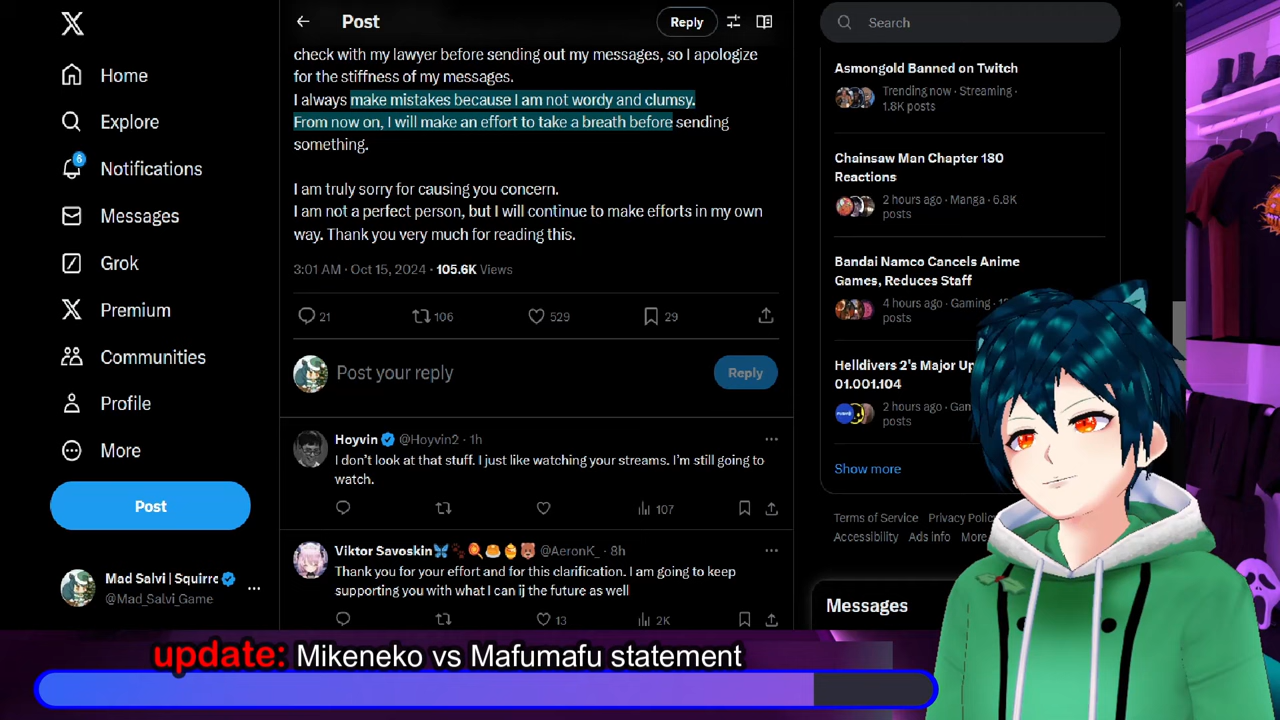 Home
Explore
6
Notifications
Messages
Grok
Premium
Communities
Profile
More
Post
Mad Salvi | Squirre
@Mad_Salvi_Game
Post
Reply
check with my lawyer before sending out my messages, so I apologize
for the stiffness of my messages.
I always make mistakes because I am not wordy and clumsy.
From now on, I will make an effort to take a breath before sending
something.
I am truly sorry for causing you concern.
I am not a perfect person, but I will continue to make efforts in my own
way. Thank you very much for reading this.
3:01 AM · Oct 15, 2024 · 105.6K Views
21
106
529
29
Post your reply
Reply
Hoyvin @Hoyvin2 · 1h
I don't look at that stuff. I just like watching your streams. I'm still going to
watch.
107
Viktor Savoskin @AeronK_ · 8h
Thank you for your effort and for this clarification. I am going to keep
supporting you with what I can ij the future as well
13
2K
Search
Asmongold Banned on Twitch
Trending now · Streaming ·
1.8K posts
Chainsaw Man Chapter 180
Reactions
2 hours ago · Manga · 6.8K
posts
Bandai Namco Cancels Anime
Games, Reduces Staff
4 hours ago · Gaming ·
posts
Helldivers 2's Major
01.001.104
2 hours ago ·
posts
Show more
Terms of Service Privacy
Accessibility Ads info More
Messages
update: Mikeneko vs Mafumafu statement